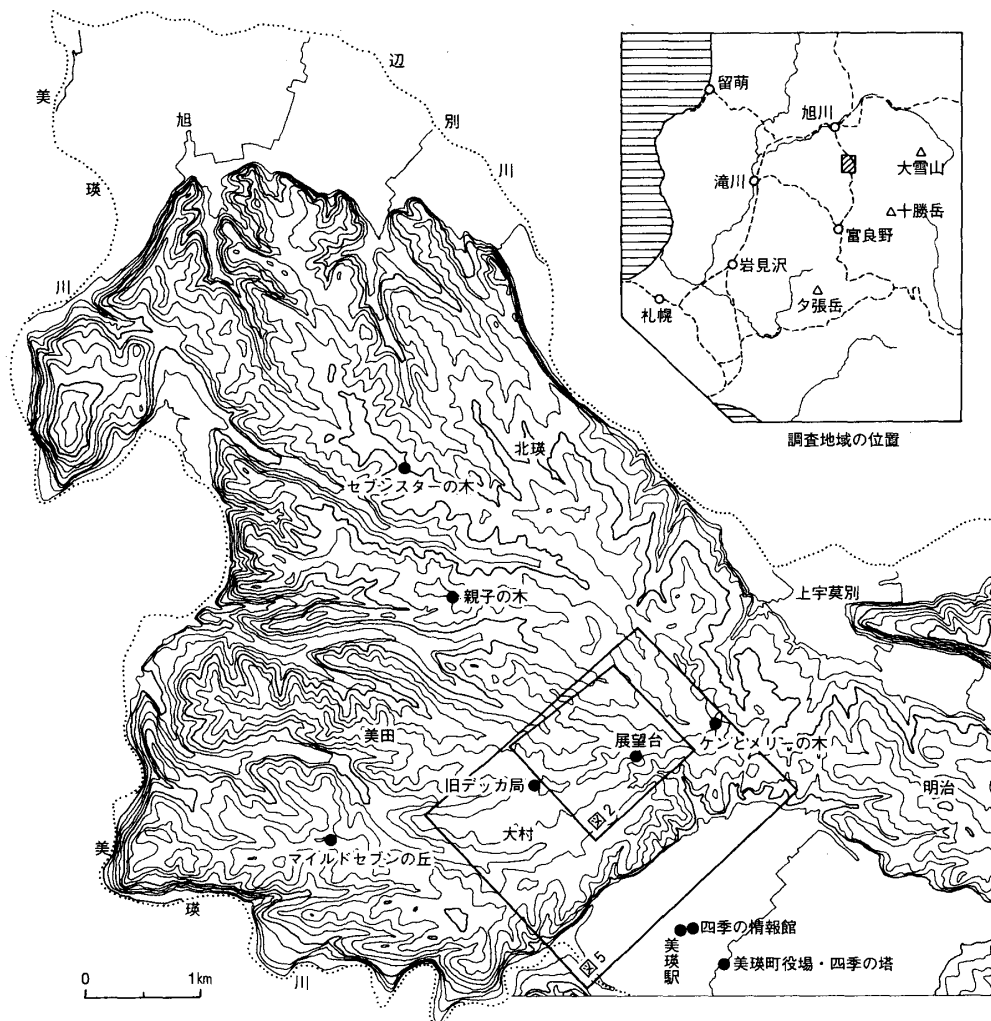 美瑛川
辺別川
旭
留萌
旭川
大雪山
滝川
十勝岳
富良野
岩見沢
夕張岳
札幌
調査地域の位置
北瑛
セブンスターの木
親子の木
上宇莫別
美田
展望台
ケンとメリーの木
旧デッカ局
明治
図2
大村
マイルドセブンの丘
美瑛川
四季の情報館
美瑛駅
美瑛町役場・四季の塔
図5
0 1km